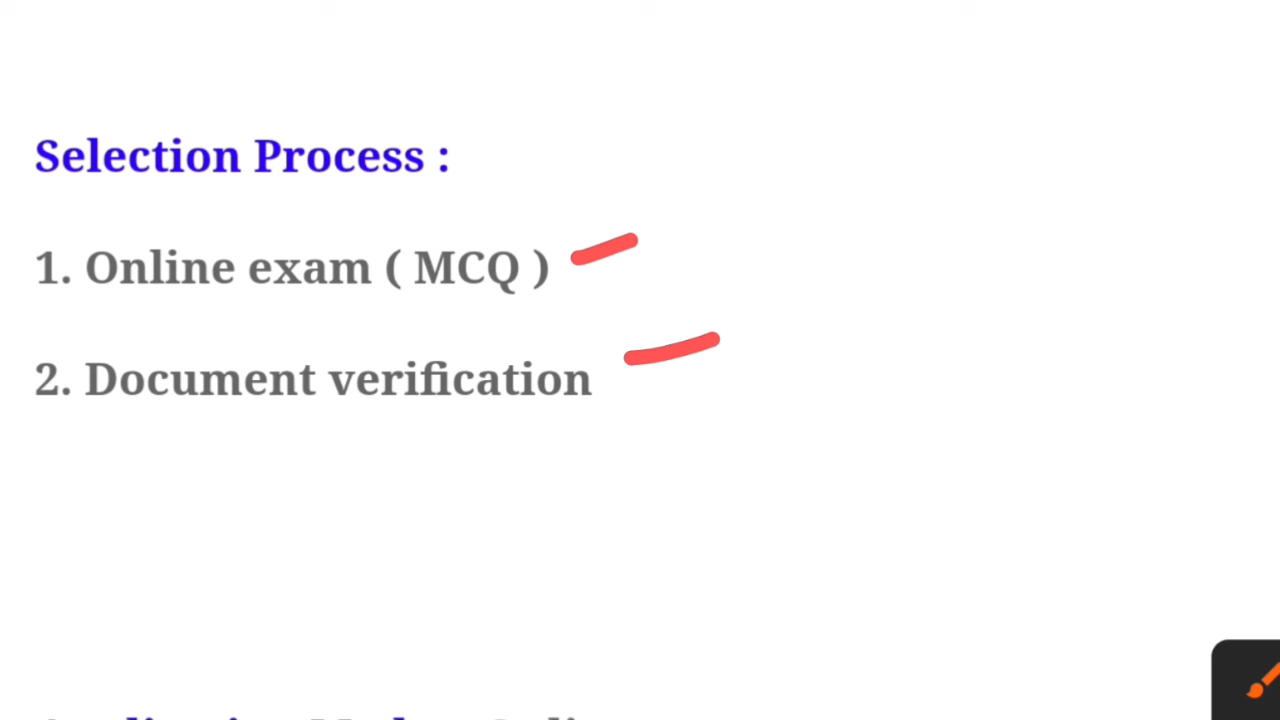 Selection Process :
1. Online exam ( MCQ )
2. Document verification